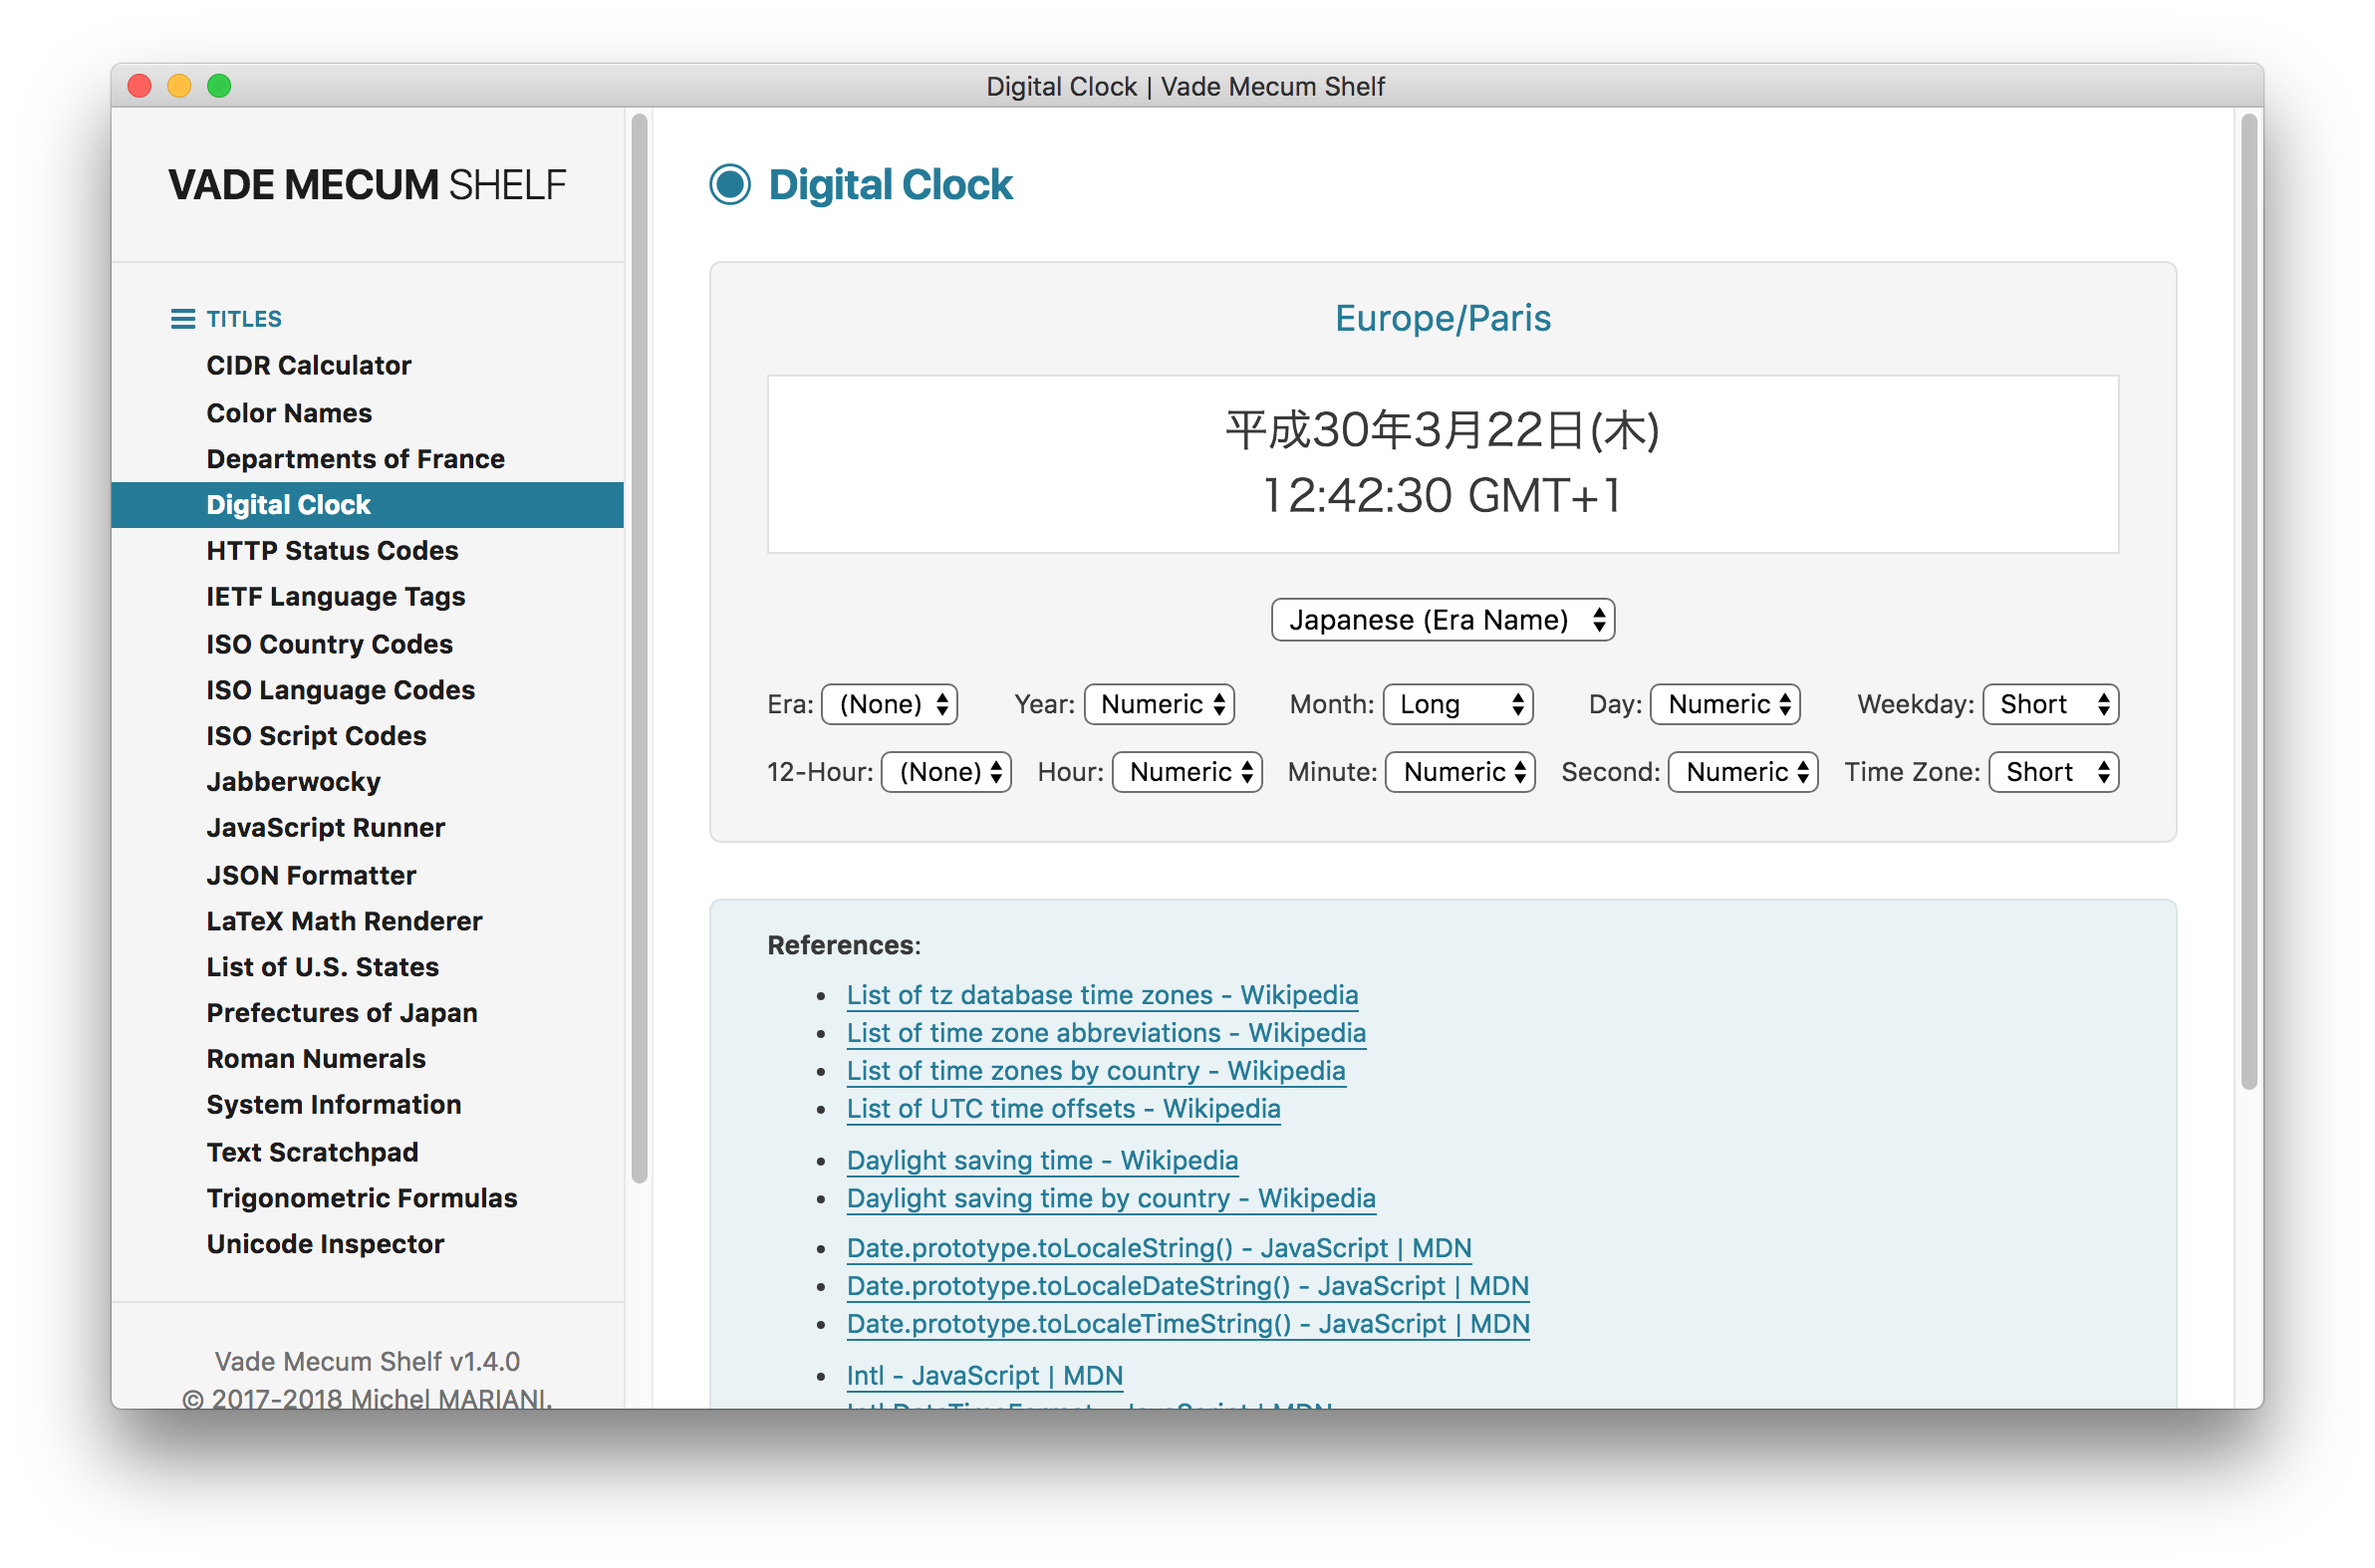 Digital Clock | Vade Mecum Shelf
VADE MECUM SHELF
TITLES
CIDR Calculator
Color Names
Departments of France
Digital Clock
HTTP Status Codes
IETF Language Tags
ISO Country Codes
ISO Language Codes
ISO Script Codes
Jabberwocky
JavaScript Runner
JSON Formatter
LaTeX Math Renderer
List of U.S. States
Prefectures of Japan
Roman Numerals
System Information
Text Scratchpad
Trigonometric Formulas
Unicode Inspector
Vade Mecum Shelf v1.4.0
© 2017-2018 Michel MARIANI.
Digital Clock
Europe/Paris
平成30年3月22日(木)
12:42:30 GMT+1
Japanese (Era Name)
Era: (None) Year: Numeric Month: Long Day: Numeric Weekday: Short
12-Hour: (None) Hour: Numeric Minute: Numeric Second: Numeric Time Zone: Short
References:
List of tz database time zones - Wikipedia
List of time zone abbreviations - Wikipedia
List of time zones by country - Wikipedia
List of UTC time offsets - Wikipedia
Daylight saving time - Wikipedia
Daylight saving time by country - Wikipedia
Date.prototype.toLocaleString() - JavaScript | MDN
Date.prototype.toLocaleDateString() - JavaScript | MDN
Date.prototype.toLocaleTimeString() - JavaScript | MDN
Intl - JavaScript | MDN
Intl.DateTimeFormat - JavaScript | MDN